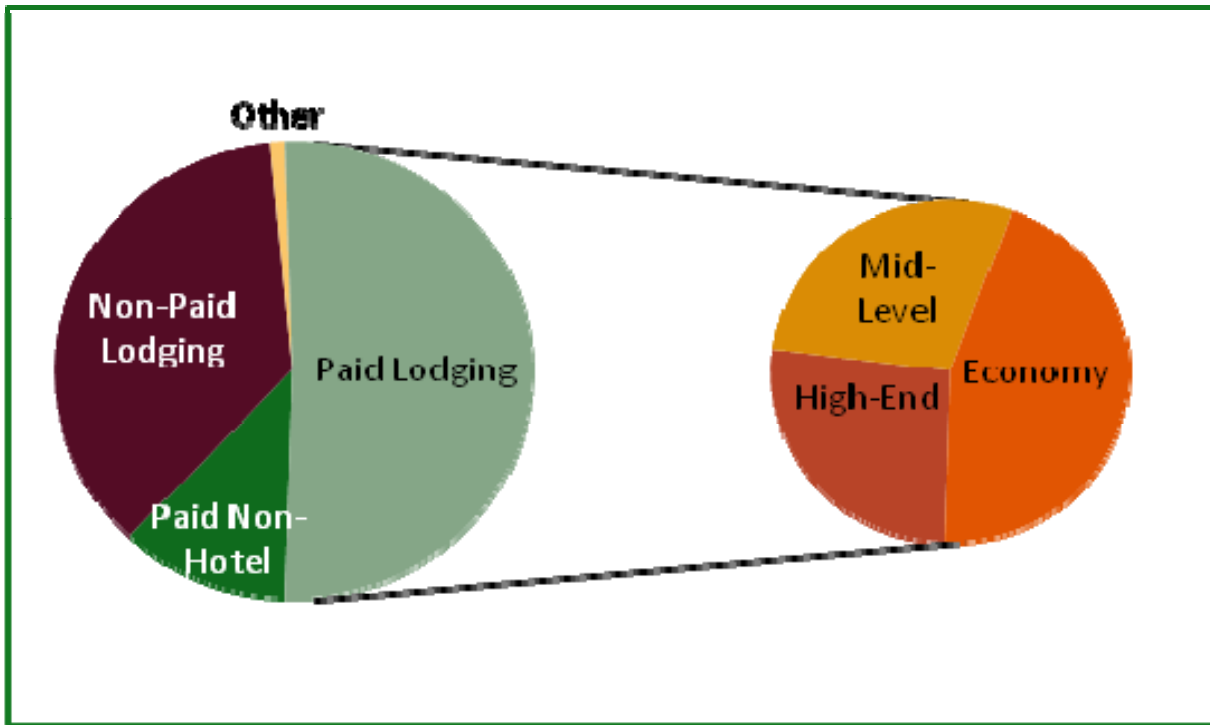 Other
Non-Paid
Lodging
Paid Lodging
Paid Non-
Hotel
Mid-
Level
High-End
Economy